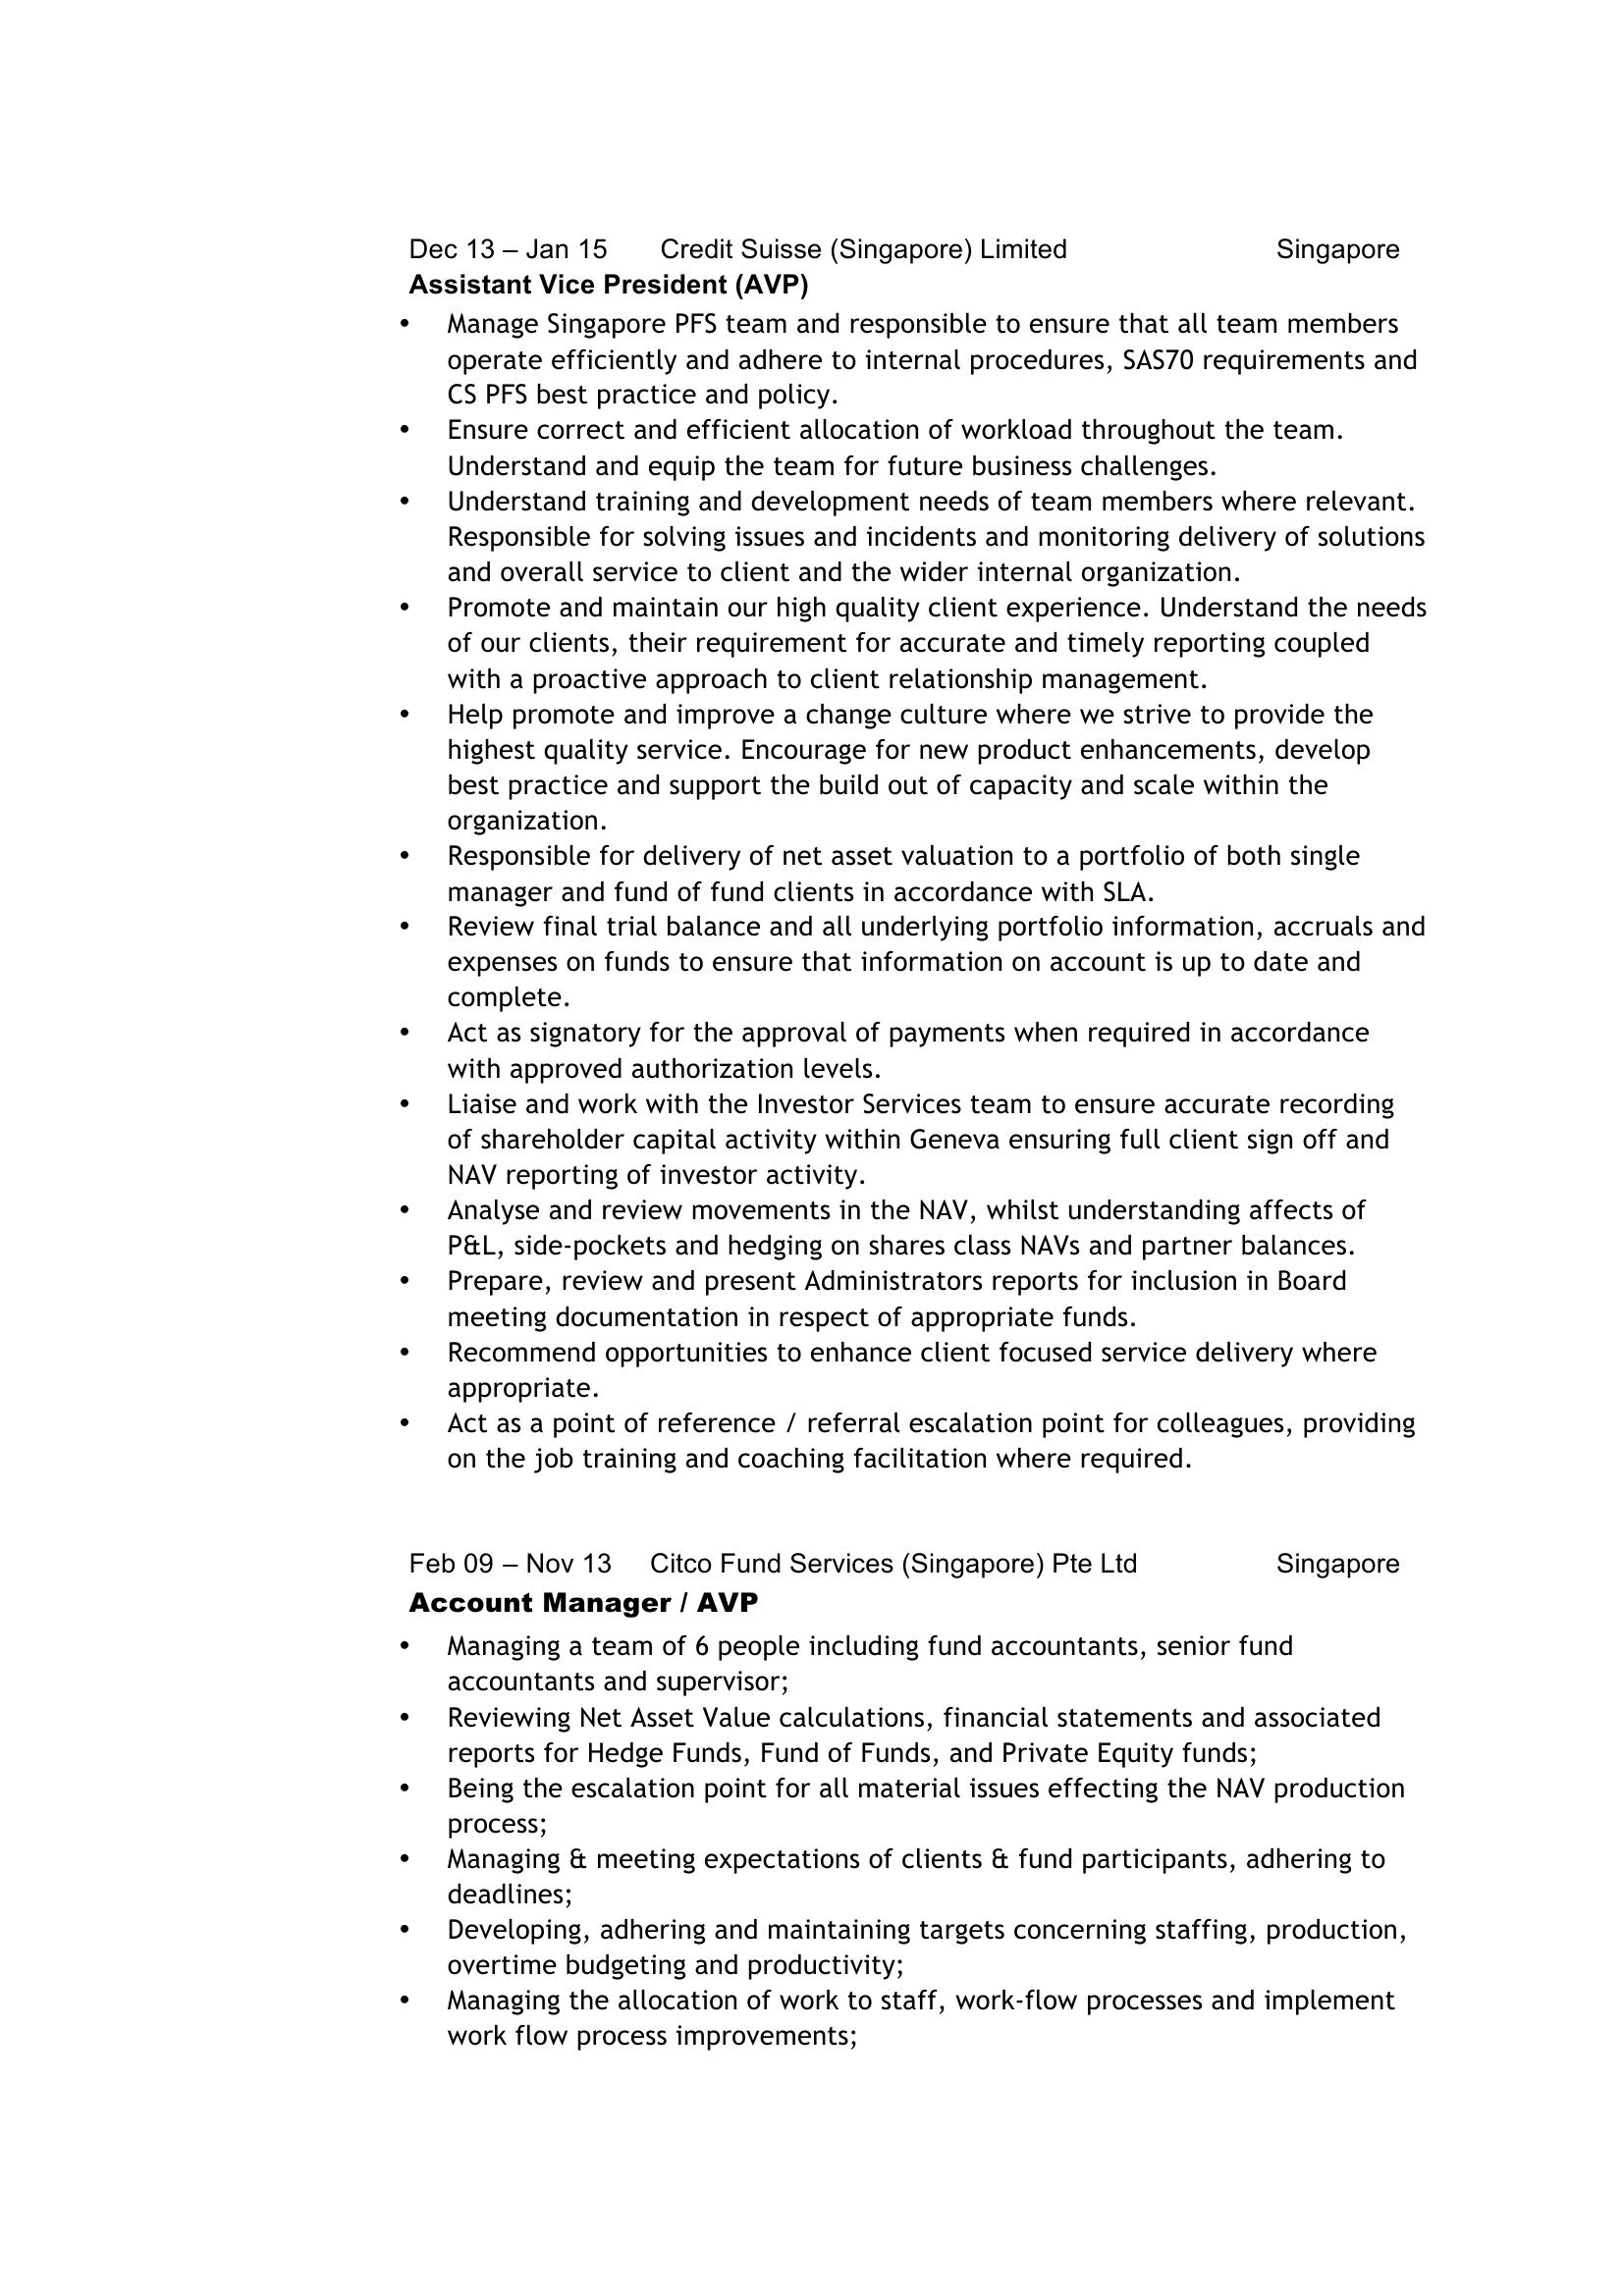 Dec 13 – Jan 15 Credit Suisse (Singapore) Limited Singapore
Assistant Vice President (AVP)
• Manage Singapore PFS team and responsible to ensure that all team members
operate efficiently and adhere to internal procedures, SAS70 requirements and
CS PFS best practice and policy.
• Ensure correct and efficient allocation of workload throughout the team.
Understand and equip the team for future business challenges.
• Understand training and development needs of team members where relevant.
Responsible for solving issues and incidents and monitoring delivery of solutions
and overall service to client and the wider internal organization.
• Promote and maintain our high quality client experience. Understand the needs
of our clients, their requirement for accurate and timely reporting coupled
with a proactive approach to client relationship management.
• Help promote and improve a change culture where we strive to provide the
highest quality service. Encourage for new product enhancements, develop
best practice and support the build out of capacity and scale within the
organization.
• Responsible for delivery of net asset valuation to a portfolio of both single
manager and fund of fund clients in accordance with SLA.
• Review final trial balance and all underlying portfolio information, accruals and
expenses on funds to ensure that information on account is up to date and
complete.
• Act as signatory for the approval of payments when required in accordance
with approved authorization levels.
• Liaise and work with the Investor Services team to ensure accurate recording
of shareholder capital activity within Geneva ensuring full client sign off and
NAV reporting of investor activity.
• Analyse and review movements in the NAV, whilst understanding affects of
P&L, side-pockets and hedging on shares class NAVs and partner balances.
• Prepare, review and present Administrators reports for inclusion in Board
meeting documentation in respect of appropriate funds.
• Recommend opportunities to enhance client focused service delivery where
appropriate.
• Act as a point of reference / referral escalation point for colleagues, providing
on the job training and coaching facilitation where required.
Feb 09 – Nov 13 Citco Fund Services (Singapore) Pte Ltd Singapore
Account Manager / AVP
• Managing a team of 6 people including fund accountants, senior fund
accountants and supervisor;
• Reviewing Net Asset Value calculations, financial statements and associated
reports for Hedge Funds, Fund of Funds, and Private Equity funds;
• Being the escalation point for all material issues effecting the NAV production
process;
• Managing & meeting expectations of clients & fund participants, adhering to
deadlines;
• Developing, adhering and maintaining targets concerning staffing, production,
overtime budgeting and productivity;
• Managing the allocation of work to staff, work-flow processes and implement
work flow process improvements;